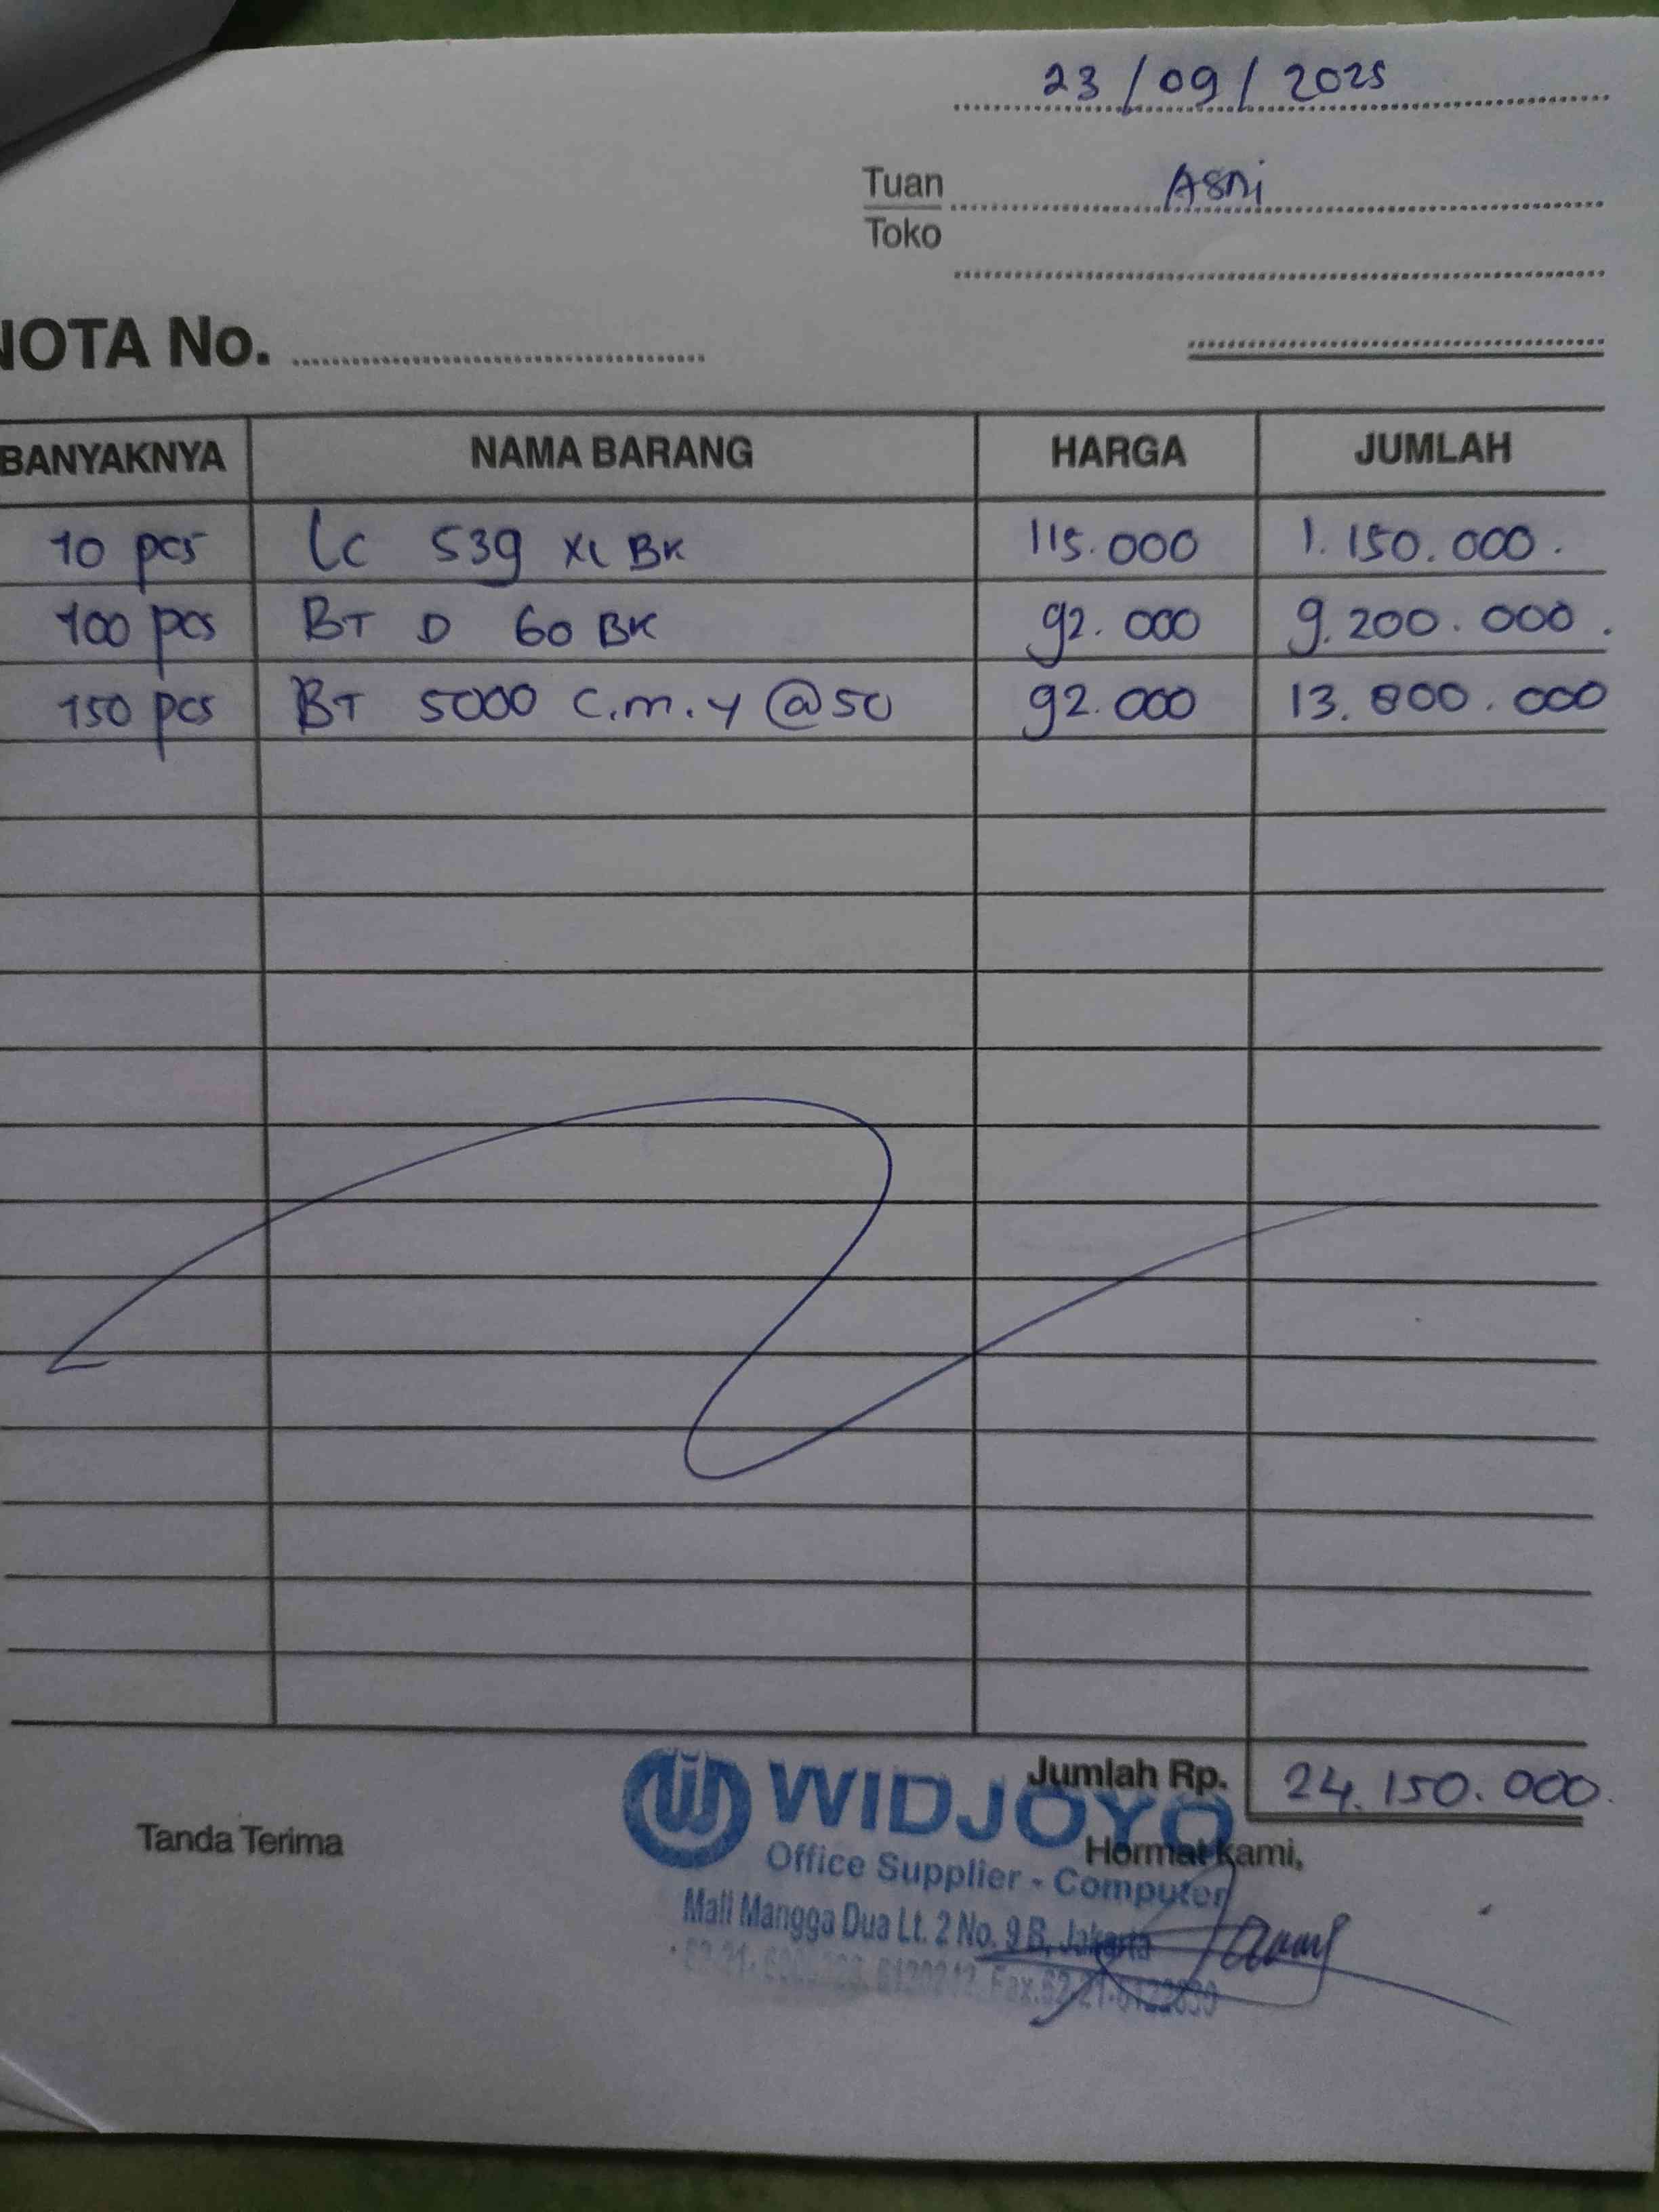 23/09/2025
Tuan Asni
Toko
NOTA No.
BANYAKNYA NAMA BARANG HARGA JUMLAH
10 pcs LC 539 XL BK 115.000 1.150.000.
100 pcs BT D 60 BK 92.000 9.200.000.
150 pcs BT 5000 C.M.Y @50 92.000 13.800.000
Jumlah Rp. 24.150.000.
WIDJOYO
Tanda Terima Hormat Kami,
Office Supplier - Computer
Mall Mangga Dua Lt. 2 No. 9 B, Jakarta